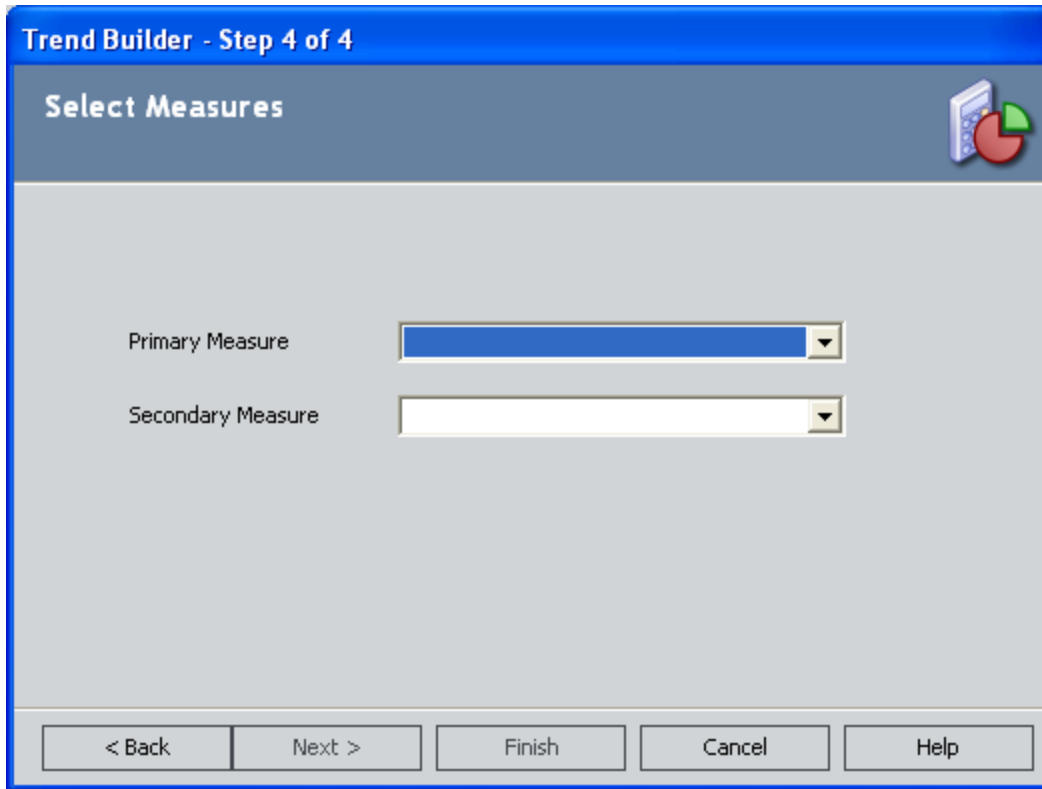 Trend Builder - Step 4 of 4
Select Measures
Primary Measure
Secondary Measure
< Back Next > Finish Cancel Help